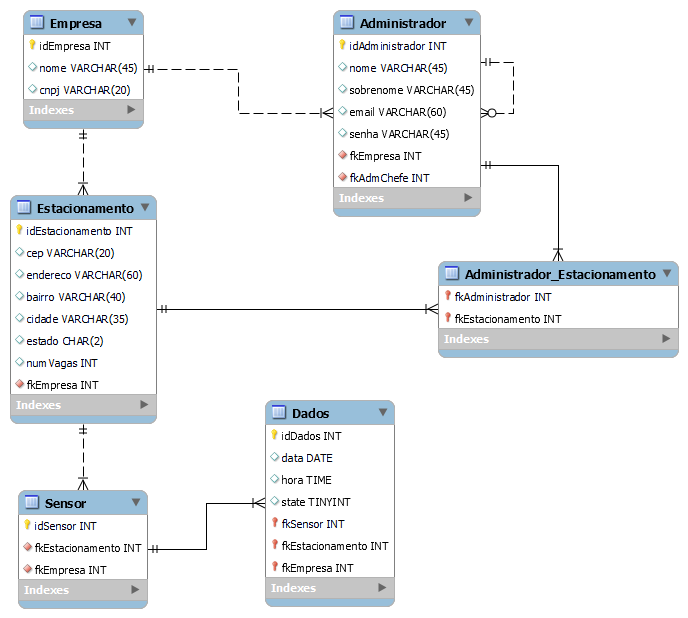 Empresa
idEmpresa INT
nome VARCHAR(45)
cnpj VARCHAR(20)
Indexes
Administrador
idAdministrador INT
nome VARCHAR(45)
sobrenome VARCHAR(45)
email VARCHAR(60)
senha VARCHAR(45)
fkEmpresa INT
fkAdmChefe INT
Indexes
Estacionamento
idEstacionamento INT
cep VARCHAR(20)
endereco VARCHAR(60)
bairro VARCHAR(40)
cidade VARCHAR(35)
estado CHAR(2)
numVagas INT
fkEmpresa INT
Indexes
Administrador_Estacionamento
fkAdministrador INT
fkEstacionamento INT
Indexes
Dados
idDados INT
data DATE
hora TIME
state TINYINT
fkSensor INT
fkEstacionamento INT
fkEmpresa INT
Indexes
Sensor
idSensor INT
fkEstacionamento INT
fkEmpresa INT
Indexes